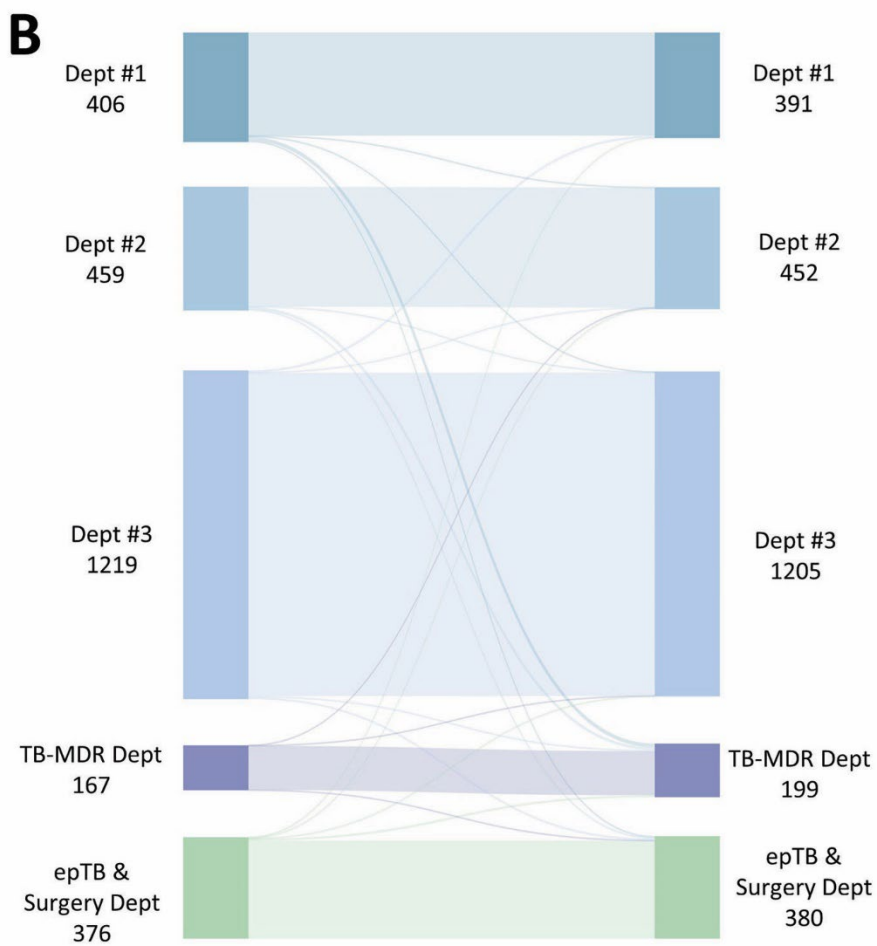 B
Dept #1
406
Dept #1
391
Dept #2
459
Dept #2
452
Dept #3
1219
Dept #3
1205
TB-MDR Dept
167
TB-MDR Dept
199
epTB &
Surgery Dept
376
epTB &
Surgery Dept
380